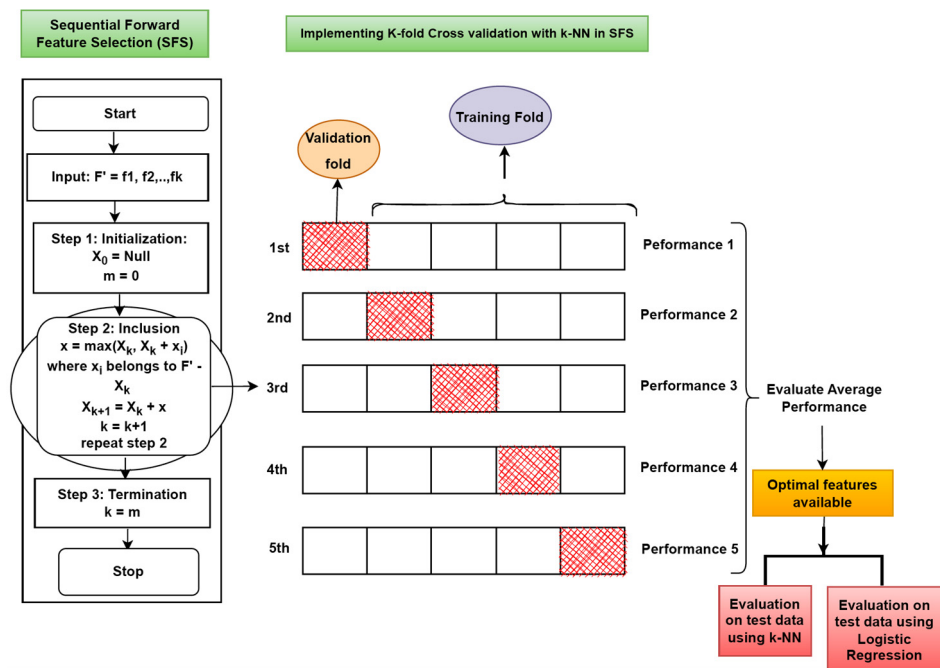 Sequential Forward
Feature Selection (SFS)
Implementing K-fold Cross validation with k-NN in SFS
Start
Input: F' = f1, f2,..,fk
Step 1: Initialization:
X0 = Null
m = 0
Step 2: Inclusion
x = max(Xk, Xk + xi)
where xi belongs to F' -
Xk
Xk+1 = Xk + x
k = k+1
repeat step 2
Step 3: Termination
k = m
Stop
Validation
fold
Training Fold
1st
Peformance 1
2nd
Performance 2
3rd
Performance 3
4th
Performance 4
5th
Performance 5
Evaluate Average
Performance
Optimal features
available
Evaluation
on test data
using k-NN
Evaluation on
test data using
Logistic
Regression